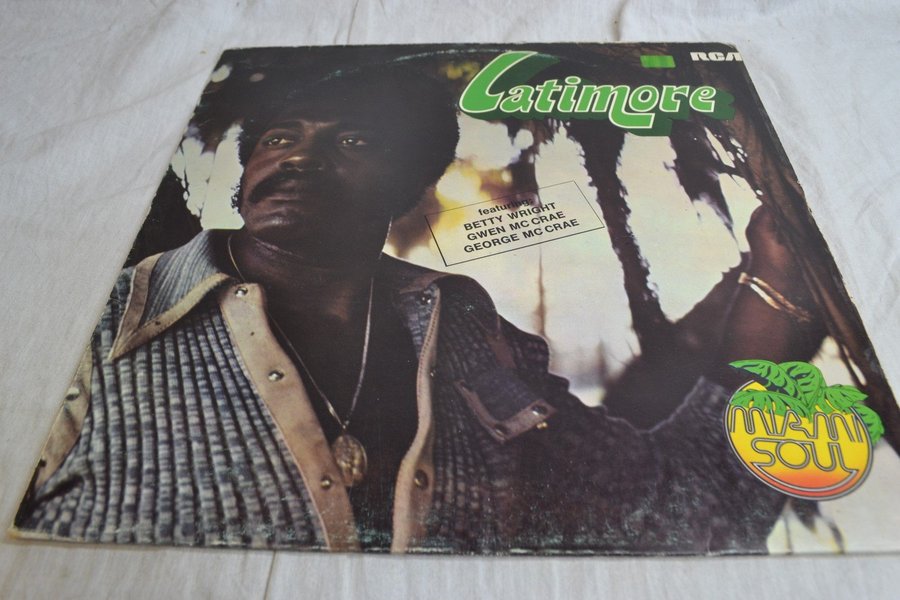 Latimore
RCA
featuring:
BETTY WRIGHT
GWEN MC CRAE
GEORGE MC CRAE
MIAMI
SOUL